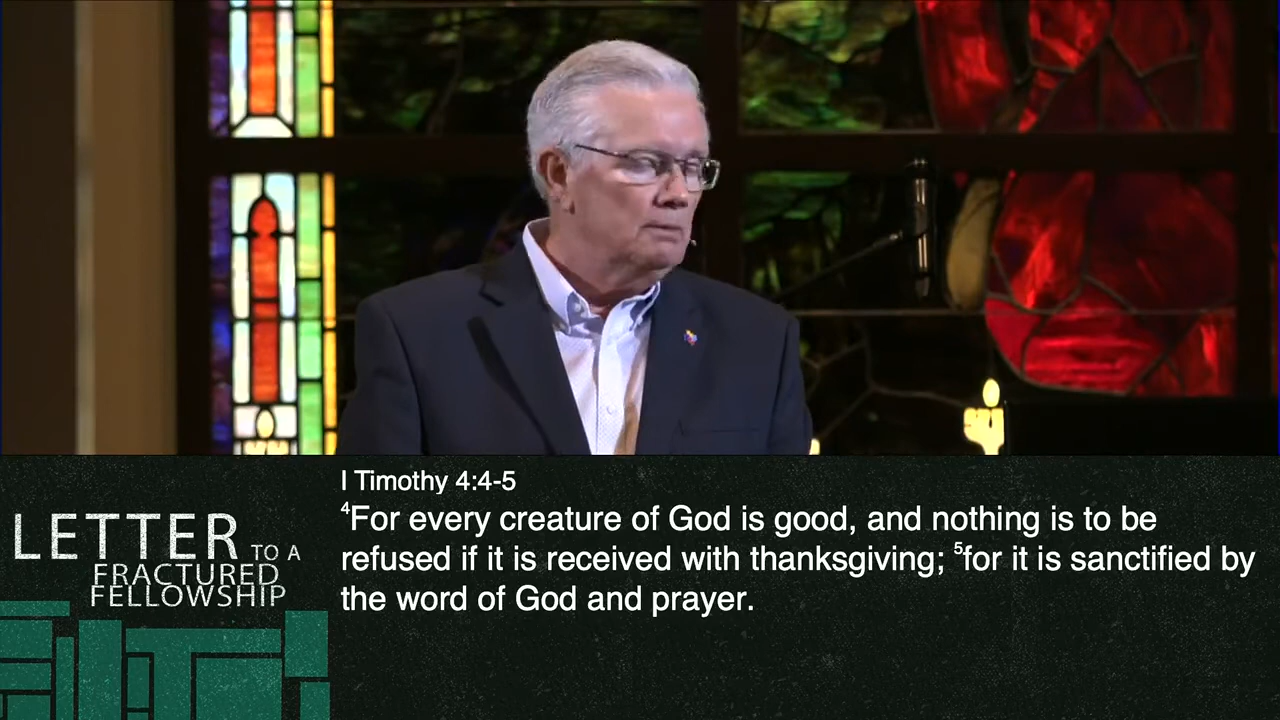 LETTER TO A
FRACTURED
FELLOWSHIP
I Timothy 4:4-5
⁴For every creature of God is good, and nothing is to be
refused if it is received with thanksgiving; ⁵for it is sanctified by
the word of God and prayer.